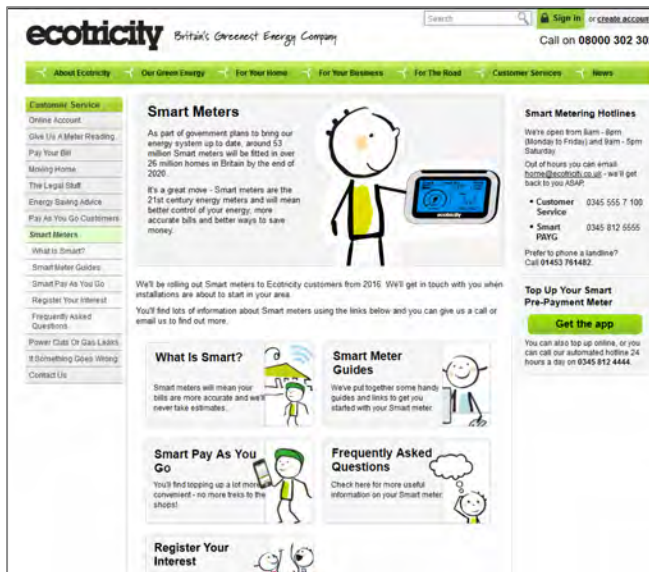 Search
Sign in or create account
ecotricity Britain's Greenest Energy Company
Call on 08000 302 30
About Ecotricity Our Green Energy For Your Home For Your Business For The Road Customer Services News
Customer Service
Online Account
Give Us A Meter Reading
Pay Your Bill
Moving Home
The Legal Stuff
Energy Saving Advice
Pay As You Go Customers
Smart Meters
What is Smart?
Smart Meter Guides
Smart Pay As You Go
Register Your Interest
Frequently Asked
Questions
Power Cuts Or Gas Leaks
If Something Goes Wrong
Contact Us
Smart Meters
As part of government plans to bring our
energy system up to date, around 53
million Smart meters will be fitted in over
26 million homes in Britain by the end of
2020.
It's a great move - Smart meters are the
21st century energy meters and will mean
better control of your energy, more
accurate bills and better ways to save
money.
ecotricity
We'll be rolling out Smart meters to Ecotricity customers from 2016. We'll get in touch with you when
installations are about to start in your area.
You'll find lots of information about Smart meters using the links below and you can give us a call or
email us to find out more.
What Is Smart?
Smart meters will mean your
bills are more accurate and we'll
never take estimates.
Smart Meter
Guides
We've put together some handy
guides and links to get you
started with your Smart meter.
Smart Pay As You
Go
You'll find topping up a lot more
convenient - no more treks to the
shops!
Frequently Asked
Questions
Check here for more useful
information on your Smart meter.
Register Your
Interest
Smart Metering Hotlines
We're open from 8am - 8pm
(Monday to Friday) and 9am - 5pm
Saturday.
Out of hours you can email:
home@ecotricity.co.uk - we'll get
back to you ASAP.
• Customer Service 0345 555 7 100
• Smart PAYG 0345 812 5555
Prefer to phone a landline?
Call 01453 761482.
Top Up Your Smart
Pre-Payment Meter
Get the app
You can also top up online, or you
can call our automated hotline 24
hours a day on 0345 812 4444.